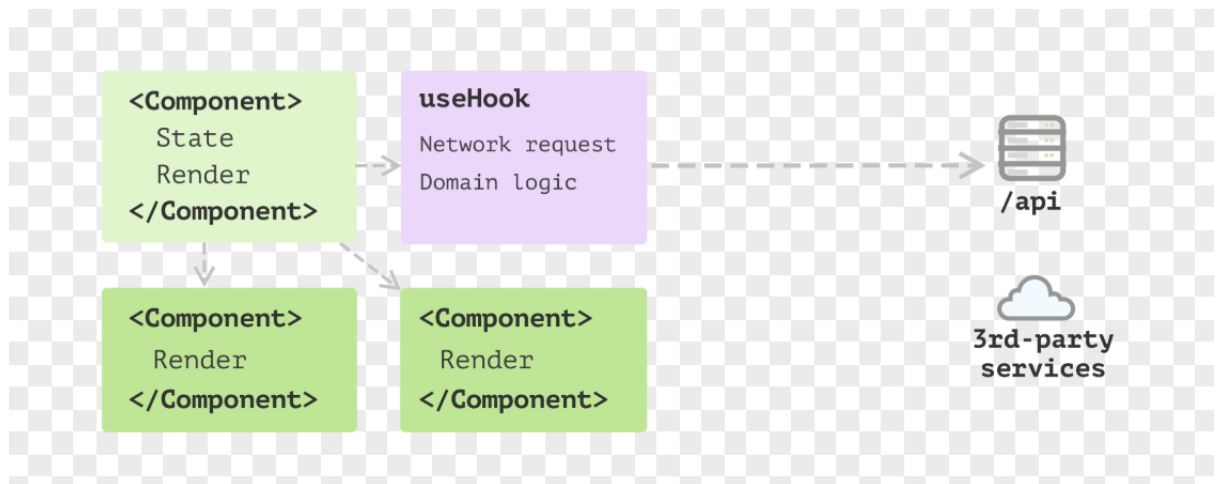 <Component>
State
Render
</Component>
useHook
Network request
Domain logic
/api
<Component>
Render
</Component>
<Component>
Render
</Component>
3rd-party
services